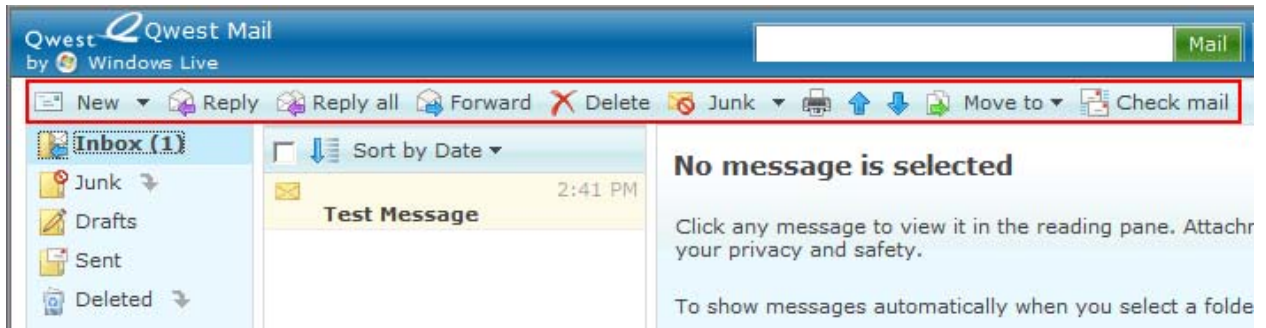 Qwest Qwest Mail
by Windows Live
Mail
New Reply Reply all Forward Delete Junk Move to Check mail
Inbox (1)
Junk
Drafts
Sent
Deleted
Sort by Date
2:41 PM
Test Message
No message is selected
Click any message to view it in the reading pane. Attachm
your privacy and safety.
To show messages automatically when you select a folde